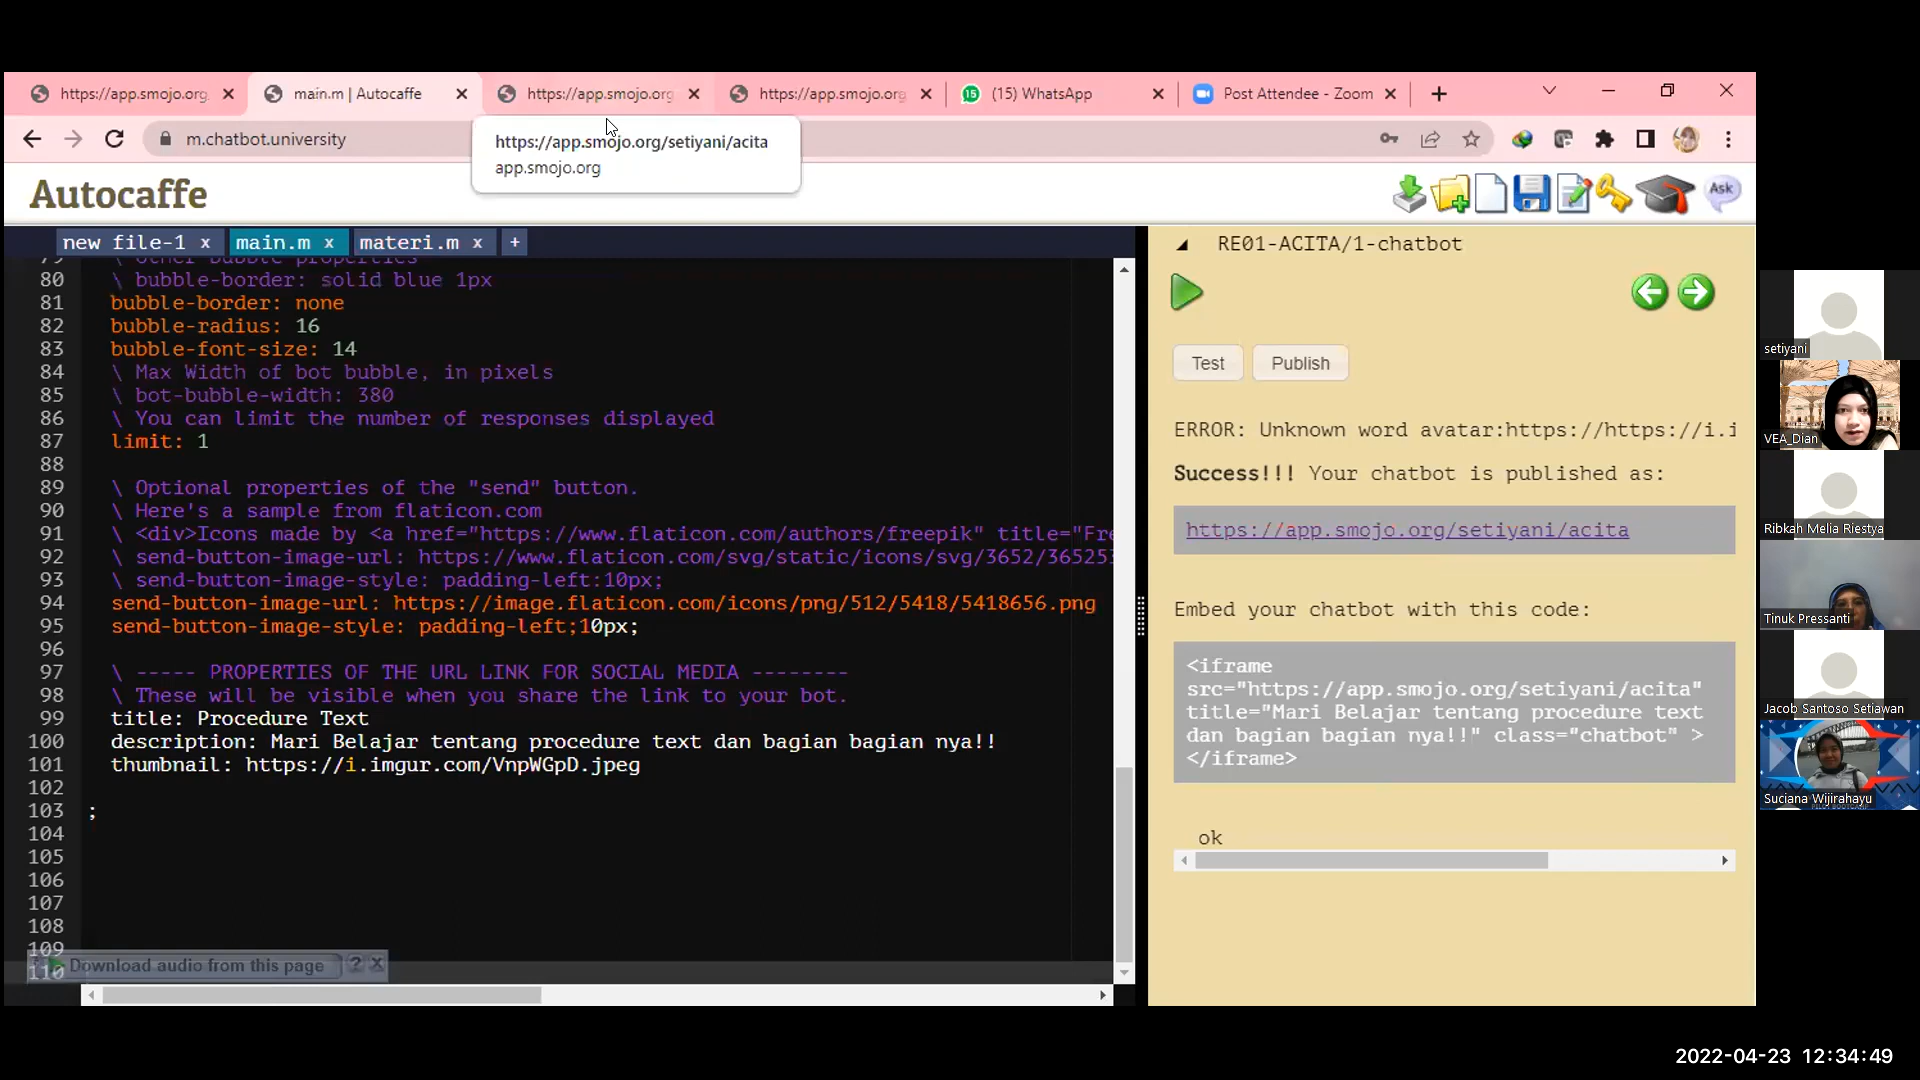 https://app.smojo.org
main.m | Autocaffe
https://app.smojo.org
https://app.smojo.org
(15) WhatsApp
Post Attendee - Zoom
m.chatbot.university
https://app.smojo.org/setiyani/acita
app.smojo.org
Autocaffe
Ask
new file-1 x
main.m x
materi.m x
+
79 \ other bubble properties
80 \ bubble-border: solid blue 1px
81 bubble-border: none
82 bubble-radius: 16
83 bubble-font-size: 14
84 \ Max Width of bot bubble, in pixels
85 \ bot-bubble-width: 380
86 \ You can limit the number of responses displayed
87 limit: 1
88
89 \ Optional properties of the "send" button.
90 \ Here's a sample from flaticon.com
91 \ <div>Icons made by <a href="https://www.flaticon.com/authors/freepik" title="Fre
92 \ send-button-image-url: https://www.flaticon.com/svg/static/icons/svg/3652/365253
93 \ send-button-image-style: padding-left:10px;
94 send-button-image-url: https://image.flaticon.com/icons/png/512/5418/5418656.png
95 send-button-image-style: padding-left;10px;
96
97 \ ----- PROPERTIES OF THE URL LINK FOR SOCIAL MEDIA --------
98 \ These will be visible when you share the link to your bot.
99 title: Procedure Text
100 description: Mari Belajar tentang procedure text dan bagian bagian nya!!
101 thumbnail: https://i.imgur.com/VnpWGpD.jpeg
102
103 ;
104
105
106
107
108
109
110
Download audio from this page ? X
RE01-ACITA/1-chatbot
Test
Publish
ERROR: Unknown word avatar:https://https://i.i
Success!!! Your chatbot is published as:
https://app.smojo.org/setiyani/acita
Embed your chatbot with this code:
<iframe
src="https://app.smojo.org/setiyani/acita"
title="Mari Belajar tentang procedure text
dan bagian bagian nya!!" class="chatbot" >
</iframe>
ok
setiyani
VEA_Dian
Ribkah Melia Riestya
Tinuk Pressanti
Jacob Santoso Setiawan
Suciana Wijirahayu
2022-04-23 12:34:49